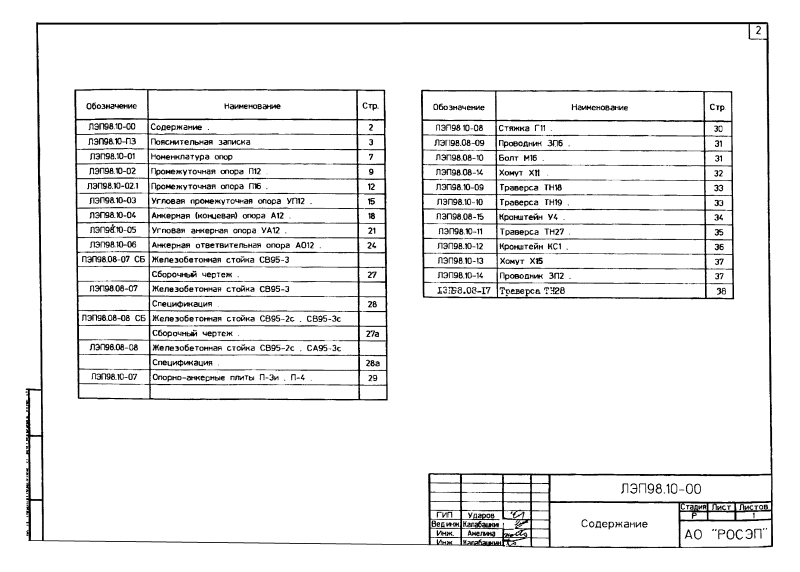 2
Обозначение Наименование Стр.
ЛЭП98.10-00 Содержание . 2
ЛЭП98.10-ПЗ Пояснительная записка 3
ЛЭП98.10-01 Номенклатура опор 7
ЛЭП98.10-02 Промежуточная опора П12 . 9
ЛЭП98.10-02.1 Промежуточная опора П16 . 12
ЛЭП98.10-03 Угловая промежуточная опора УП12 . 15
ЛЭП98.10-04 Анкерная (концевая) опора А12 . 18
ЛЭП98.10-05 Угловая анкерная опора УА12 . 21
ЛЭП98.10-06 Анкерная ответвительная опора АО12 . 24
ЛЭП98.08-07 СБ Железобетонная стойка СВ95-3
Сборочный чертеж . 27
ЛЭП98.08-07 Железобетонная стойка СВ95-3
Спецификация . 28
ЛЭП98.08-08 СБ Железобетонная стойка СВ95-2с , СВ95-3с
Сборочный чертеж . 27а
ЛЭП98.08-08 Железобетонная стойка СВ95-2с , СА95-3с
Спецификация . 28а
ЛЭП98.10-07 Опорно-анкерные плиты П-3и , П-4 . 29
Обозначение Наименование Стр.
ЛЭП98.10-08 Стяжка Г11 . 30
ЛЭП98.08-09 Проводник ЗП6 . 31
ЛЭП98.08-10 Болт М16 . 31
ЛЭП98.08-14 Хомут Х11 . 32
ЛЭП98.10-09 Траверса ТН18 33
ЛЭП98.10-10 Траверса ТН19 . 33
ЛЭП98.08-15 Кронштейн У4 . 34
ЛЭП98.10-11 Траверса ТН27 . 35
ЛЭП98.10-12 Кронштейн КС1 . 36
ЛЭП98.10-13 Хомут Х15 37
ЛЭП98.10-14 Проводник ЗП2 . 37
ЛЭП98.08-17 Траверса ТН28 38
ЛЭП98.10-00
Стадия Лист Листов
Р 1
ГИП Ударов
Вед.инж. Калабашкин
Инж. Анелина
Инж. Калабашкин
Содержание
АО "РОСЭП"